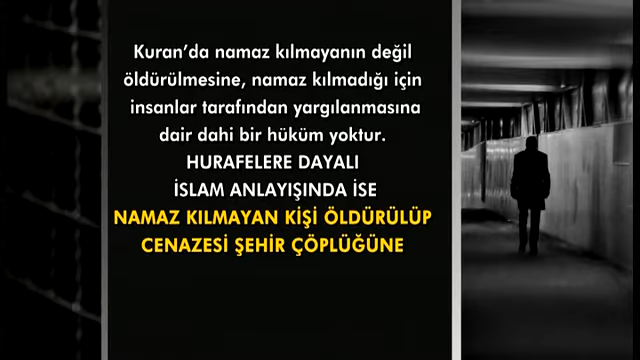 Kuran’da namaz kılmayanın değil
öldürülmesine, namaz kılmadığı için
insanlar tarafından yargılanmasına
dair dahi bir hüküm yoktur.
HURAFELERE DAYALI
İSLAM ANLAYIŞINDA İSE
NAMAZ KILMAYAN KİŞİ ÖLDÜRÜLÜP
CENAZESİ ŞEHİR ÇÖPLÜĞÜNE